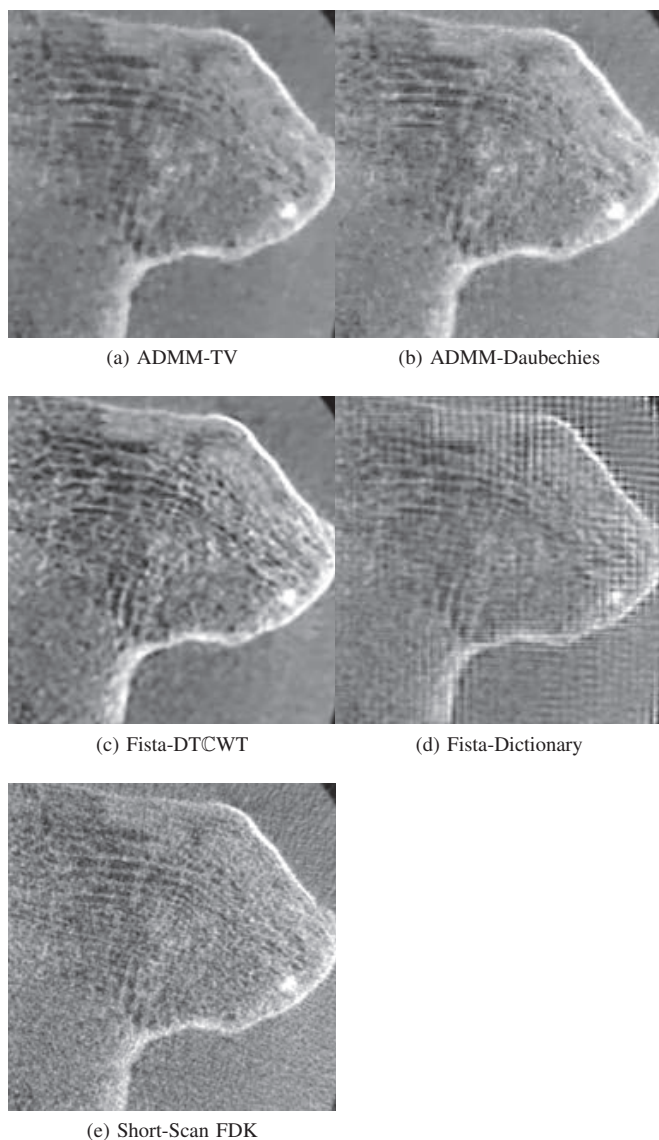 (a) ADMM-TV
(b) ADMM-Daubechies
(c) Fista-DTℂWT
(d) Fista-Dictionary
(e) Short-Scan FDK